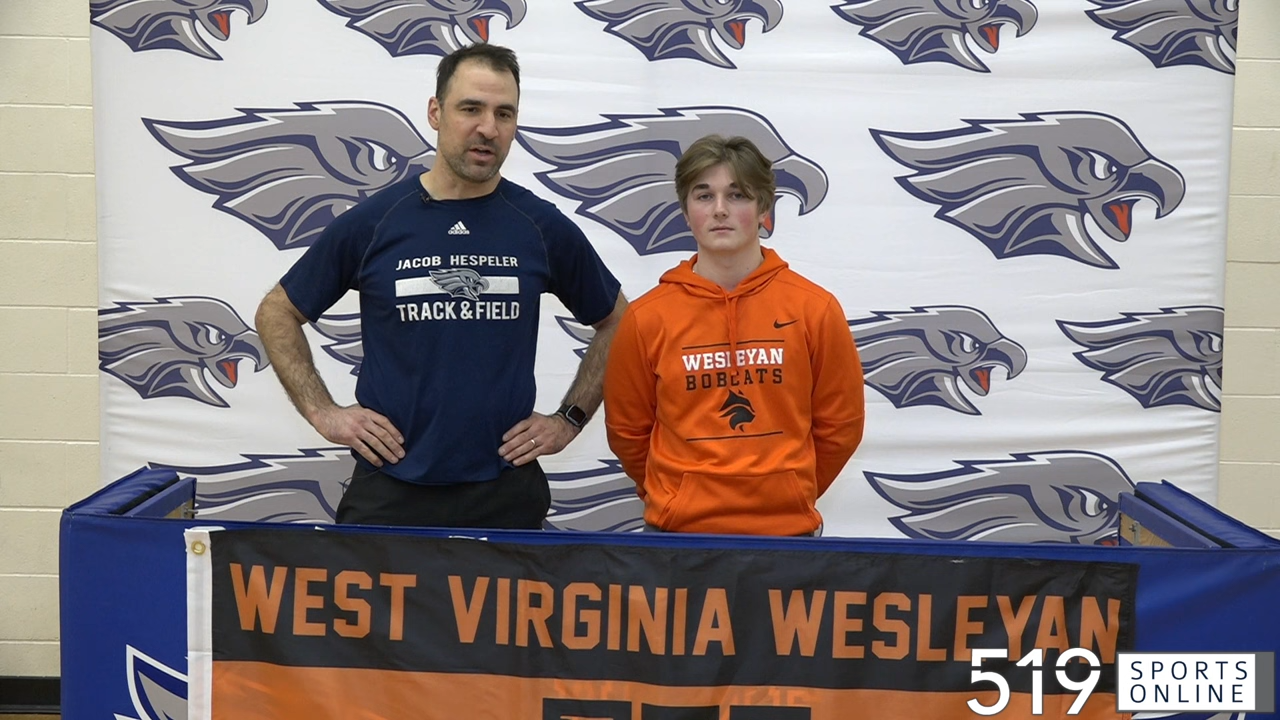 adidas
JACOB HESPELER
TRACK & FIELD
WESLEYAN
BOBCATS
WEST VIRGINIA WESLEYAN
519 SPORTS
ONLINE